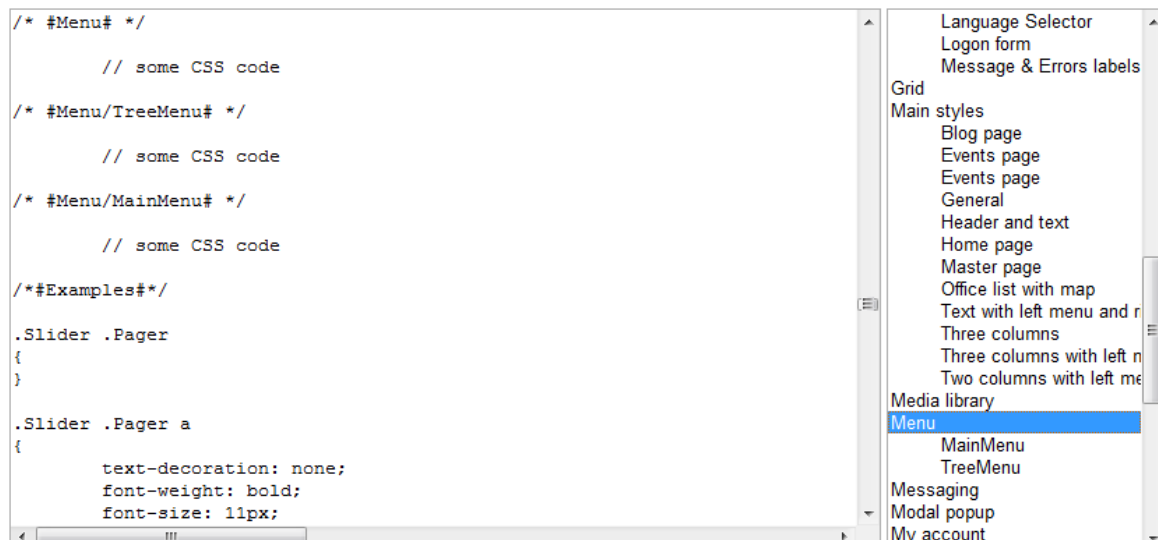 /* #Menu# */
// some CSS code
/* #Menu/TreeMenu# */
// some CSS code
/* #Menu/MainMenu# */
// some CSS code
/*#Examples#*/
.Slider .Pager
{
}
.Slider .Pager a
{
text-decoration: none;
font-weight: bold;
font-size: 11px;
Language Selector
Logon form
Message & Errors labels
Grid
Main styles
Blog page
Events page
Events page
General
Header and text
Home page
Master page
Office list with map
Text with left menu and
Three columns
Three columns with left
Two columns with left
Media library
Menu
MainMenu
TreeMenu
Messaging
Modal popup
My account